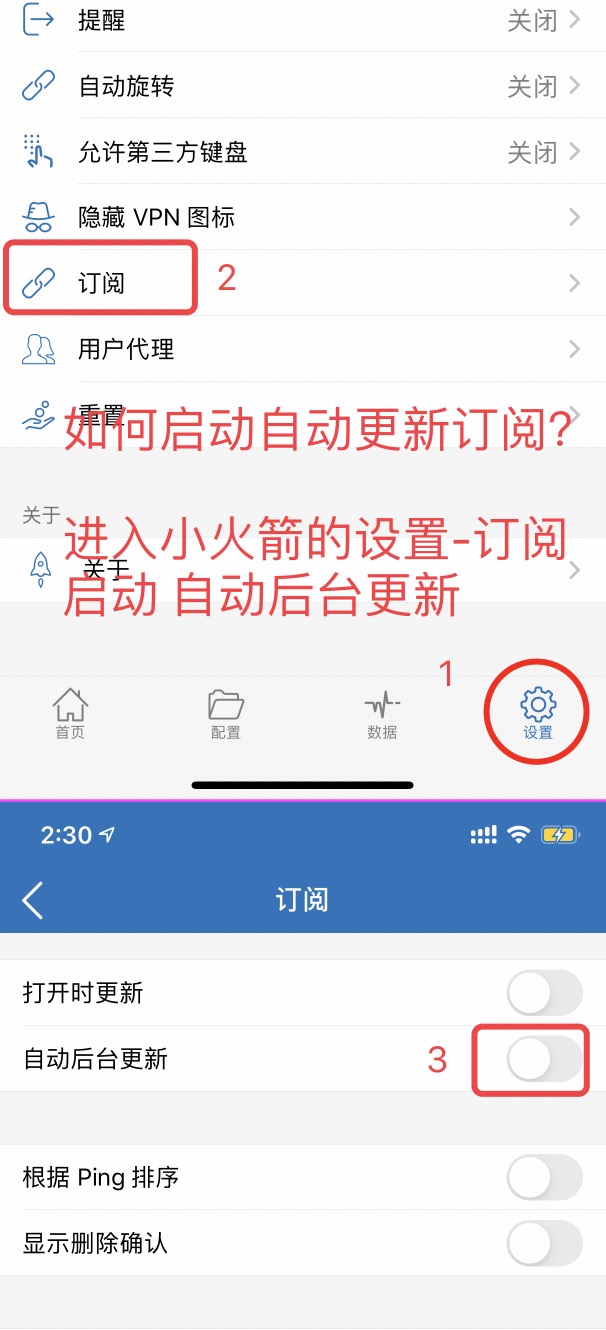 提醒 关闭
自动旋转 关闭
允许第三方键盘 关闭
隐藏 VPN 图标
订阅 2
用户代理
重置
如何启动自动更新订阅?
关于
进入小火箭的设置-订阅
关于
启动 自动后台更新
1
首页 配置 数据 设置
2:30
订阅
打开时更新
自动后台更新 3
根据 Ping 排序
显示删除确认